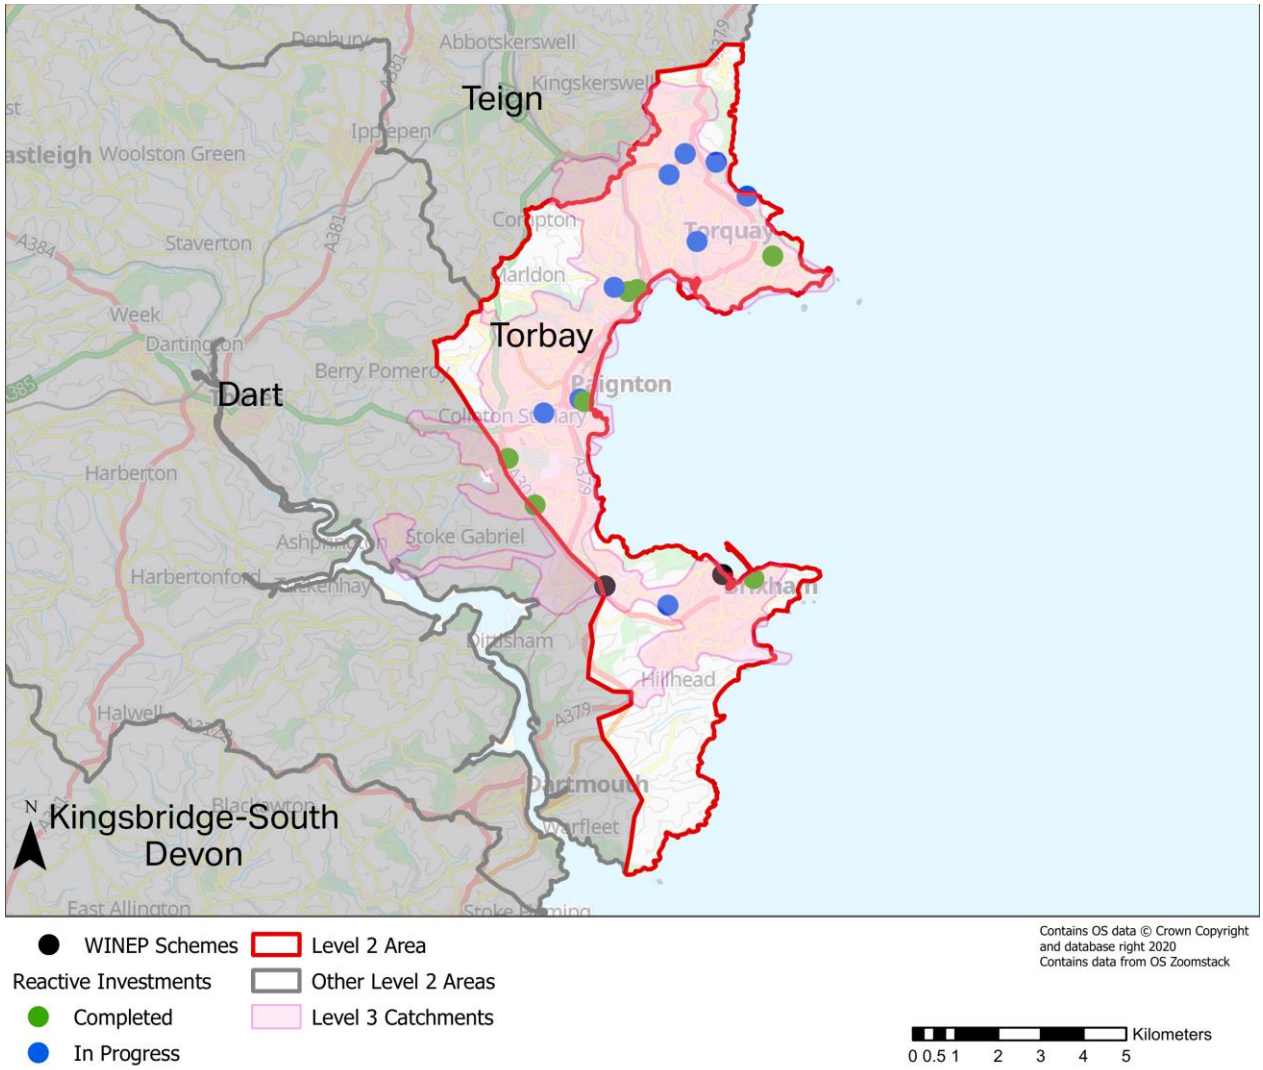 Denbury
Abbotskerswell
A379
A381
Kingskerswell
Teign
Ipplepen
astleigh
Woolston Green
Compton
Torquay
Staverton
A381
A384
Marldon
Week
Torbay
Dartington
Berry Pomeroy
Paignton
Dart
A385
Collaton St Mary
Harberton
A379
Stoke Gabriel
Ashprington
Harbertonford
Tuckenhay
Brixham
Dittisham
Hillhead
Halwell
A379
Dartmouth
N
Kingsbridge-South
Devon
Blackawton
Warfleet
East Allington
Stoke Fleming
WINEP Schemes
Level 2 Area
Reactive Investments
Other Level 2 Areas
Completed
Level 3 Catchments
In Progress
Contains OS data © Crown Copyright
and database right 2020
Contains data from OS Zoomstack
Kilometers
0 0.5 1 2 3 4 5